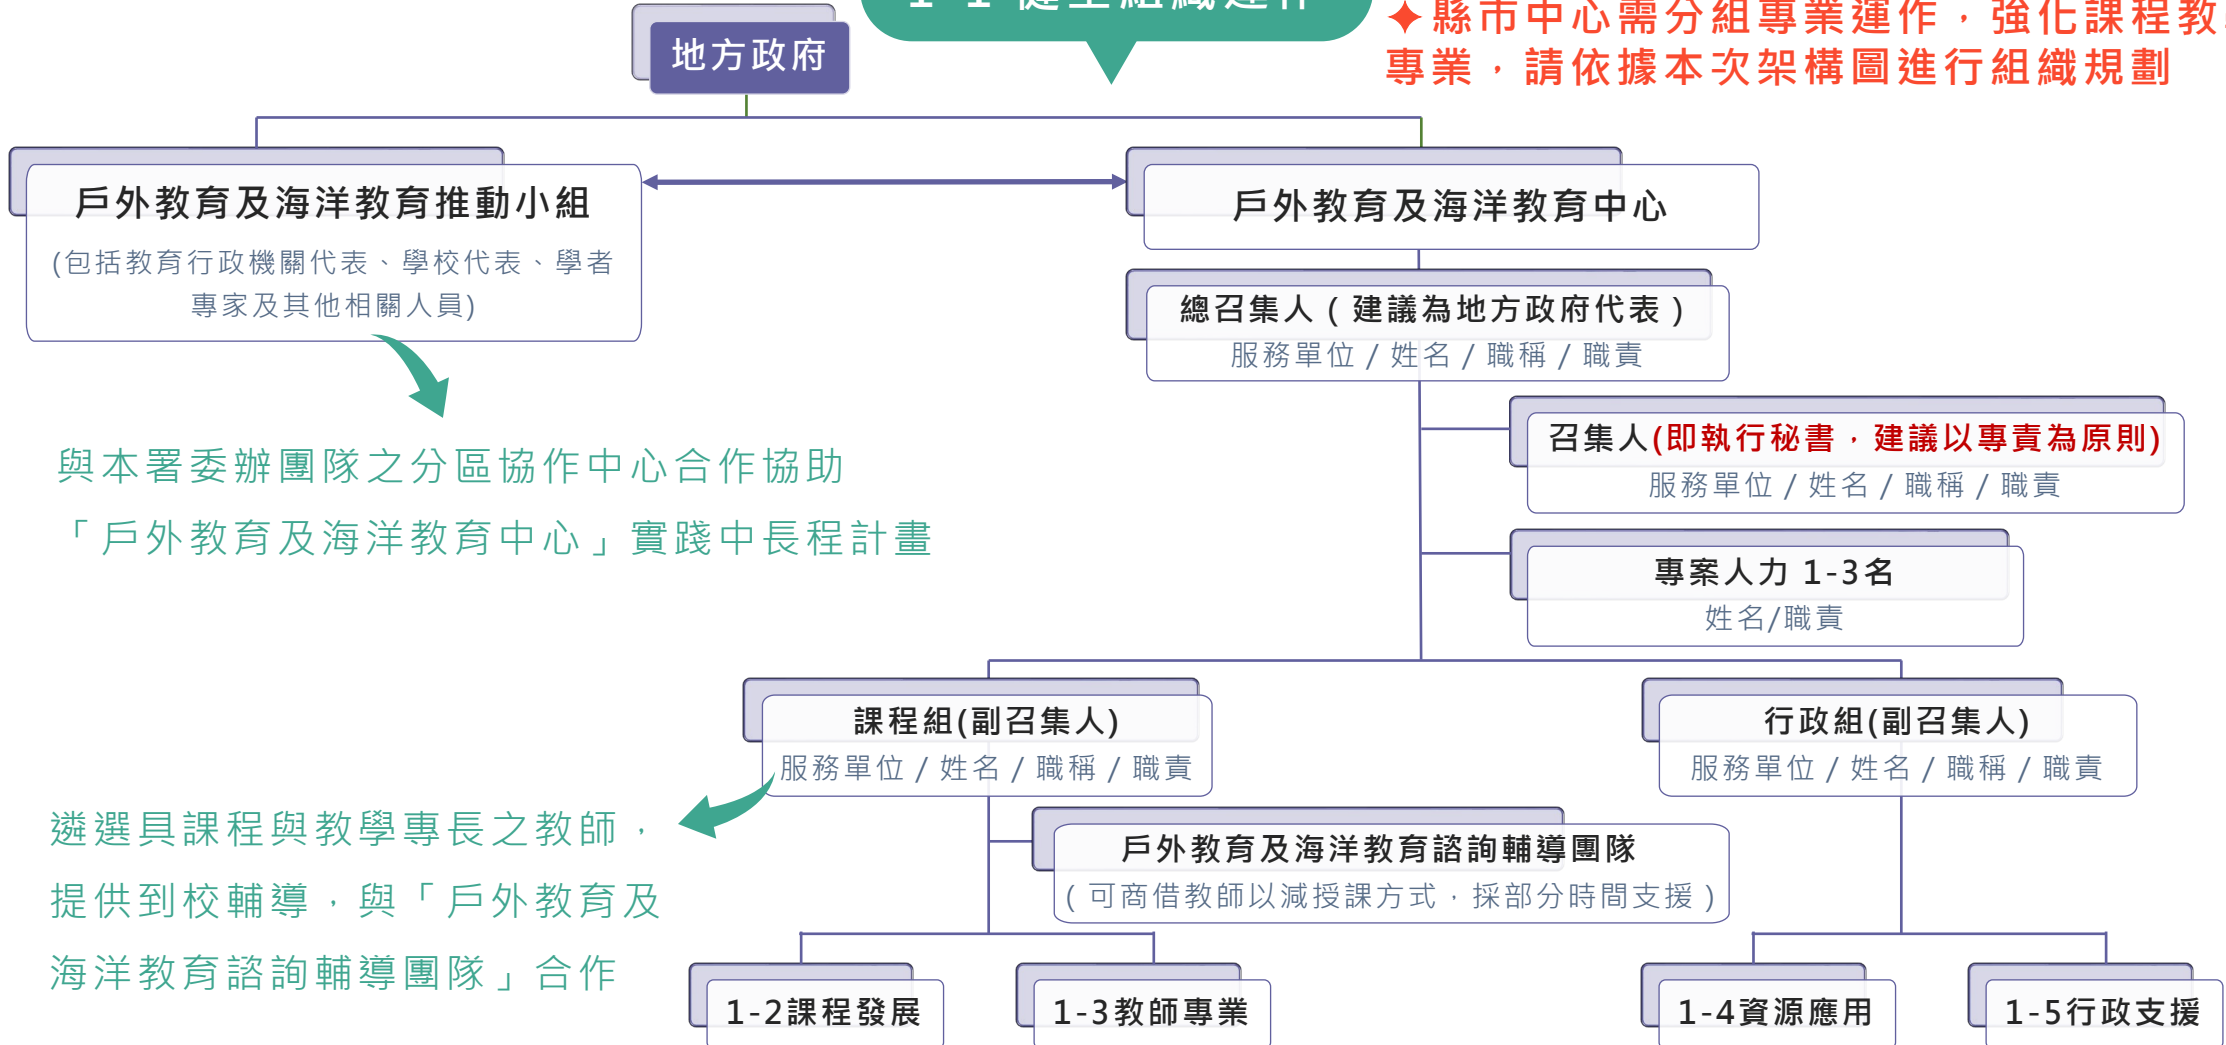 1-1 健全組織運作
✦縣市中心需分組專業運作，強化課程教
專業，請依據本次架構圖進行組織規劃
地方政府
戶外教育及海洋教育推動小組
(包括教育行政機關代表、學校代表、學者
專家及其他相關人員)
戶外教育及海洋教育中心
總召集人（建議為地方政府代表）
服務單位 / 姓名 / 職稱 / 職責
召集人(即執行秘書，建議以專責為原則)
服務單位 / 姓名 / 職稱 / 職責
與本署委辦團隊之分區協作中心合作協助
「戶外教育及海洋教育中心」實踐中長程計畫
專案人力 1-3名
姓名/職責
課程組(副召集人)
服務單位 / 姓名 / 職稱 / 職責
行政組(副召集人)
服務單位 / 姓名 / 職稱 / 職責
遴選具課程與教學專長之教師，
提供到校輔導，與「戶外教育及
海洋教育諮詢輔導團隊」合作
戶外教育及海洋教育諮詢輔導團隊
(可商借教師以減授課方式，採部分時間支援)
1-2課程發展
1-3教師專業
1-4資源應用
1-5行政支援